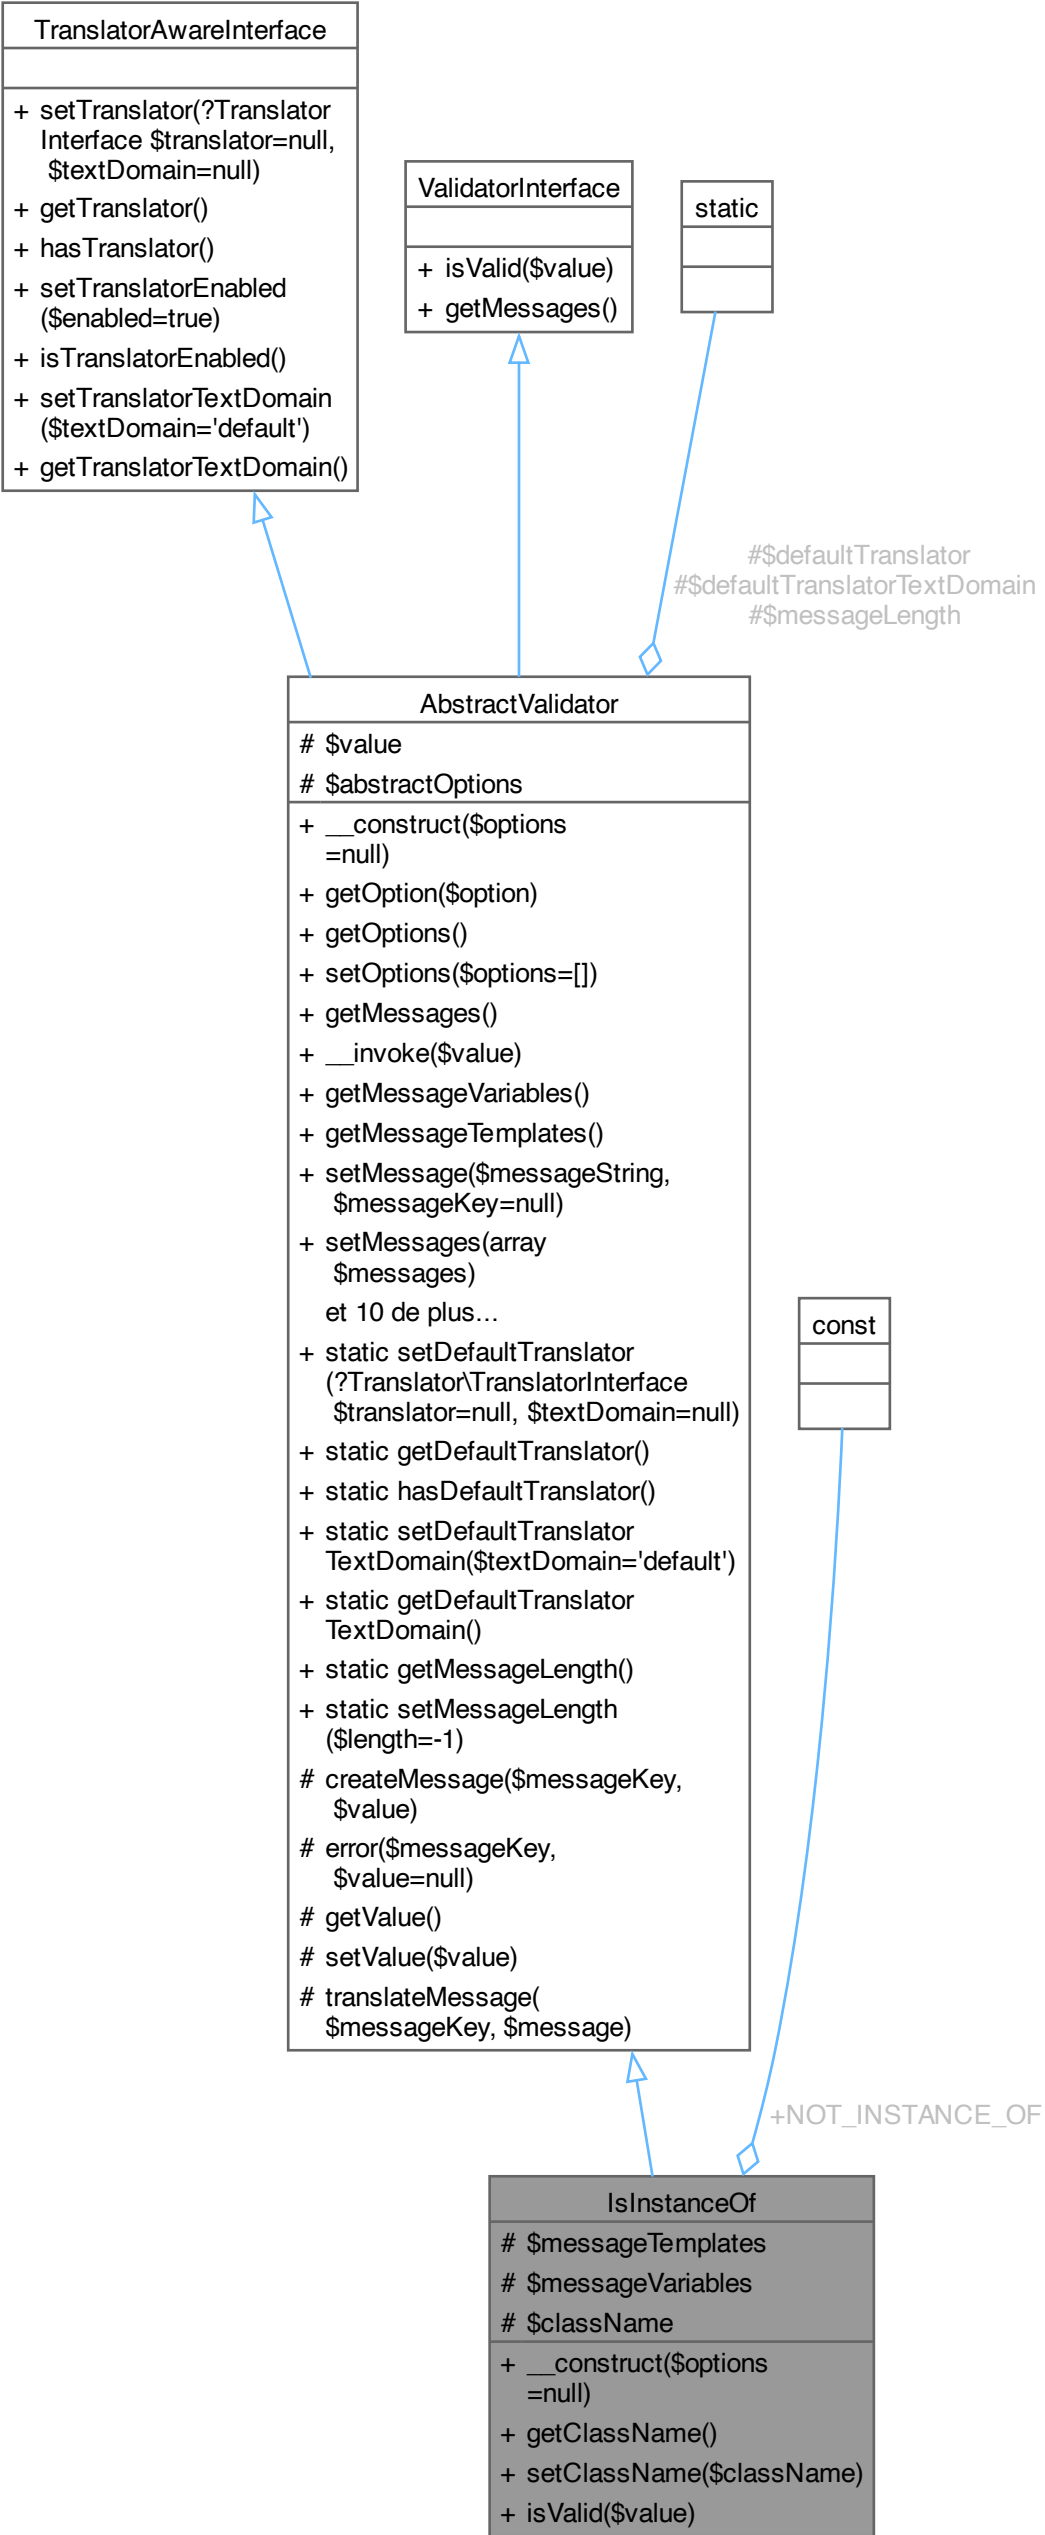 TranslatorAwareInterface
+ setTranslator(?Translator
Interface $translator=null,
$textDomain=null)
+ getTranslator()
+ hasTranslator()
+ setTranslatorEnabled
($enabled=true)
+ isTranslatorEnabled()
+ setTranslatorTextDomain
($textDomain='default')
+ getTranslatorTextDomain()
ValidatorInterface
+ isValid($value)
+ getMessages()
static
#$defaultTranslator
#$defaultTranslatorTextDomain
#$messageLength
AbstractValidator
# $value
# $abstractOptions
+ __construct($options
=null)
+ getOption($option)
+ getOptions()
+ setOptions($options=[])
+ getMessages()
+ __invoke($value)
+ getMessageVariables()
+ getMessageTemplates()
+ setMessage($messageString,
$messageKey=null)
+ setMessages(array
$messages)
et 10 de plus...
+ static setDefaultTranslator
(?Translator\TranslatorInterface
$translator=null, $textDomain=null)
+ static getDefaultTranslator()
+ static hasDefaultTranslator()
+ static setDefaultTranslator
TextDomain($textDomain='default')
+ static getDefaultTranslator
TextDomain()
+ static getMessageLength()
+ static setMessageLength
($length=-1)
# createMessage($messageKey,
$value)
# error($messageKey,
$value=null)
# getValue()
# setValue($value)
# translateMessage(
$messageKey, $message)
const
+NOT_INSTANCE_OF
IsInstanceOf
# $messageTemplates
# $messageVariables
# $className
+ __construct($options
=null)
+ getClassName()
+ setClassName($className)
+ isValid($value)